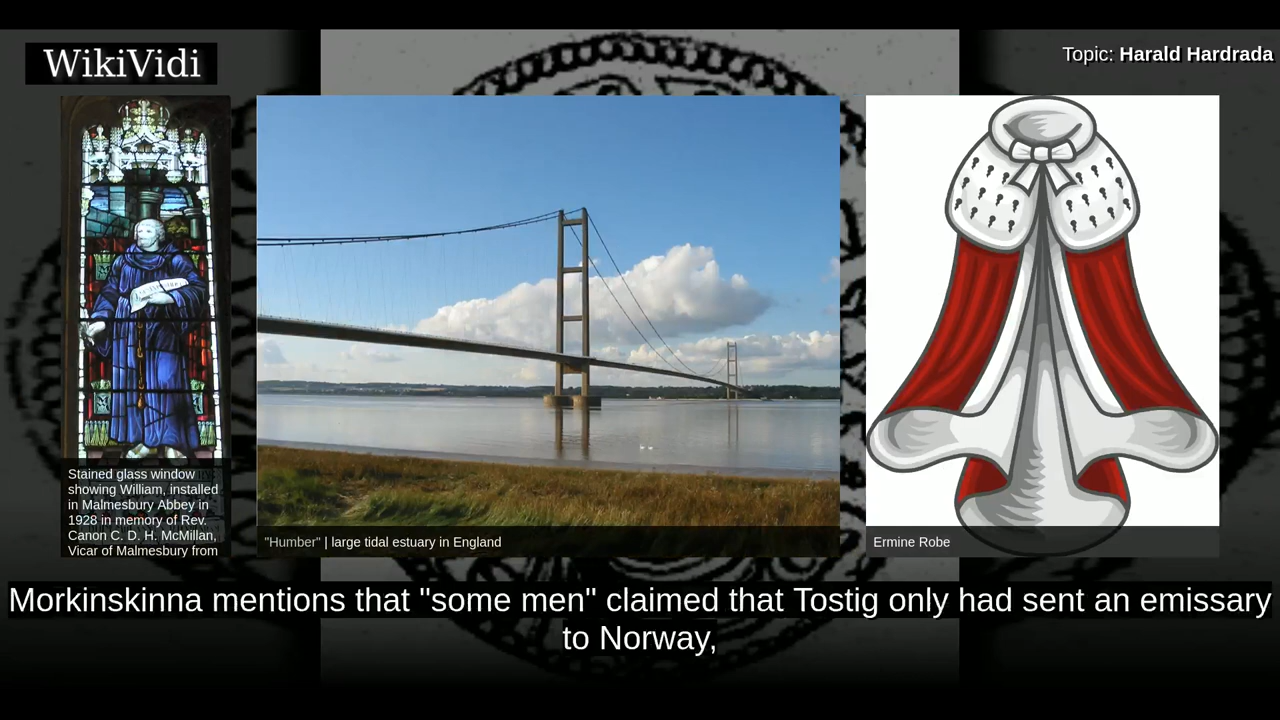 WikiVidi
Topic: Harald Hardrada
Stained glass window
showing William, installed
in Malmesbury Abbey in
1928 in memory of Rev.
Canon C. D. H. McMillan,
Vicar of Malmesbury from
"Humber" | large tidal estuary in England
Ermine Robe
Morkinskinna mentions that "some men" claimed that Tostig only had sent an emissary
to Norway,